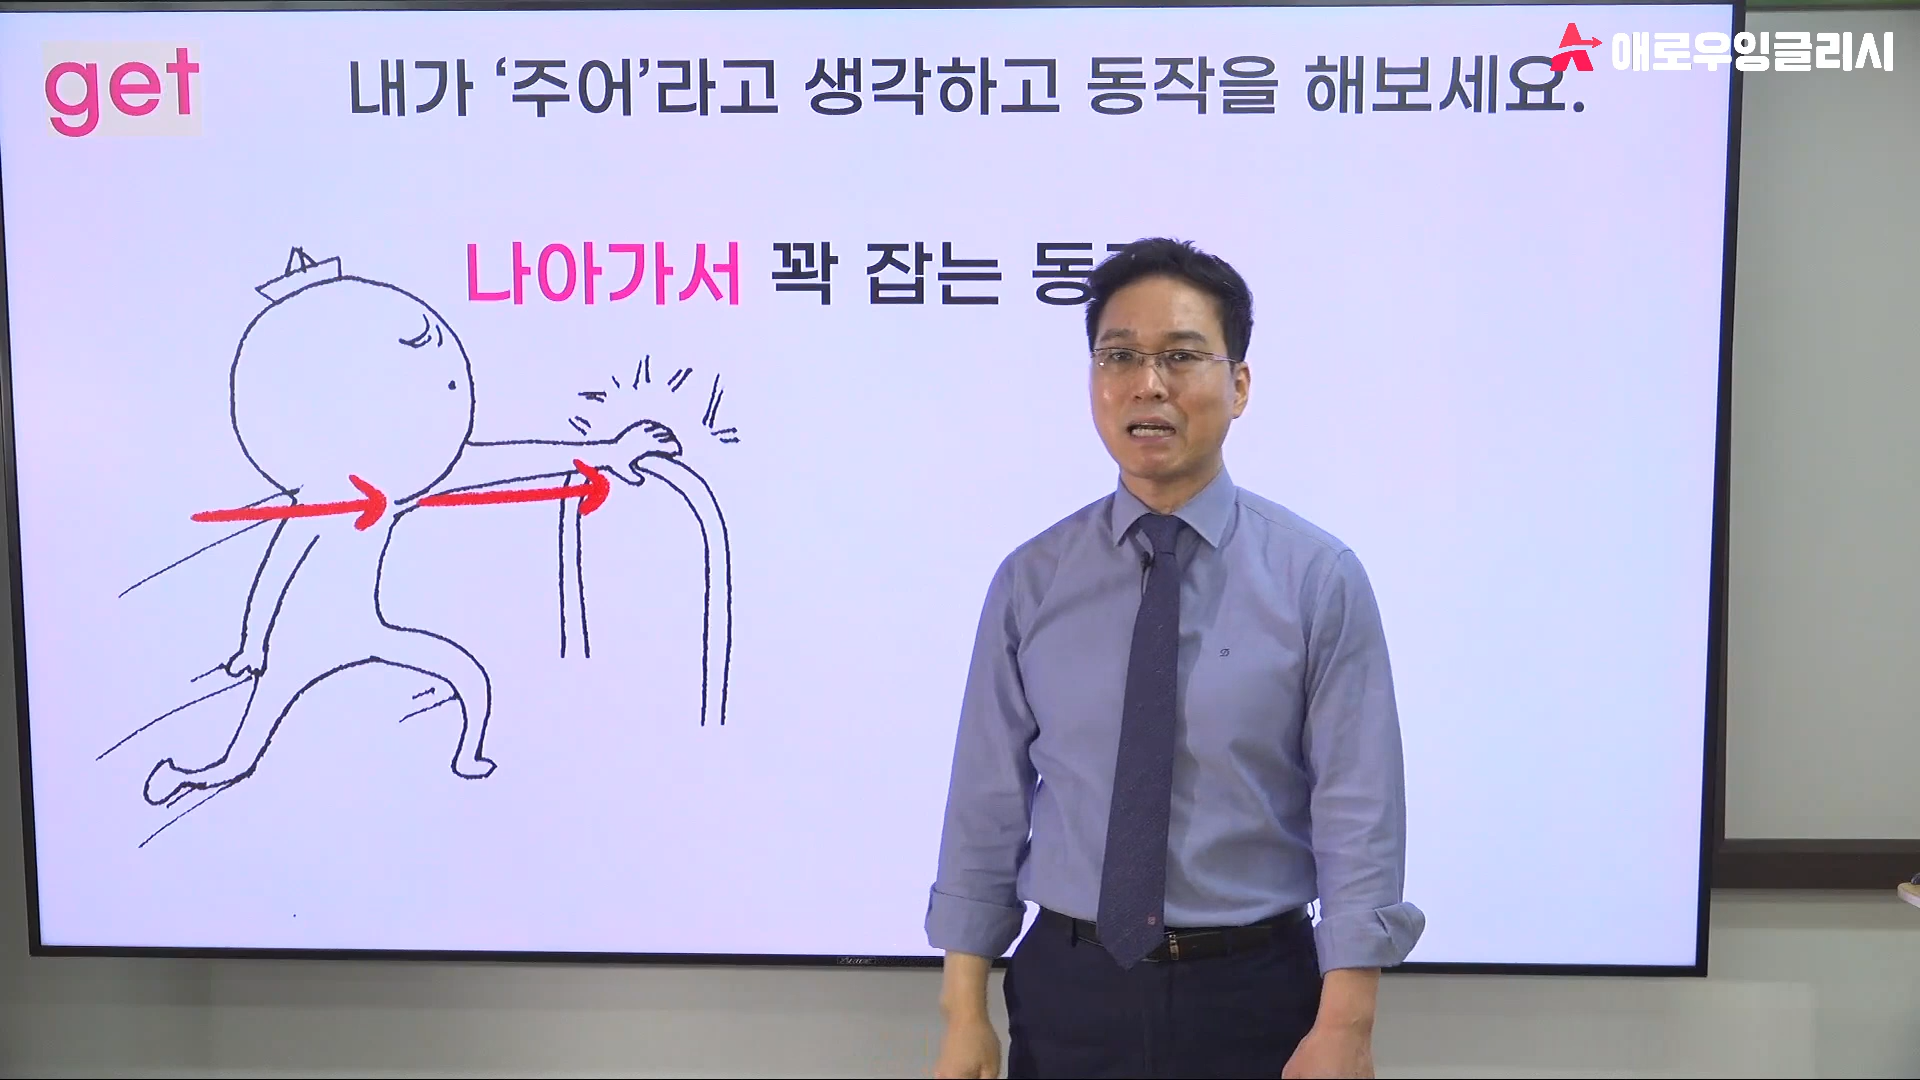 get
내가 ‘주어’라고 생각하고 동작을 해보세요.
애로우잉글리시
나아가서 꽉 잡는